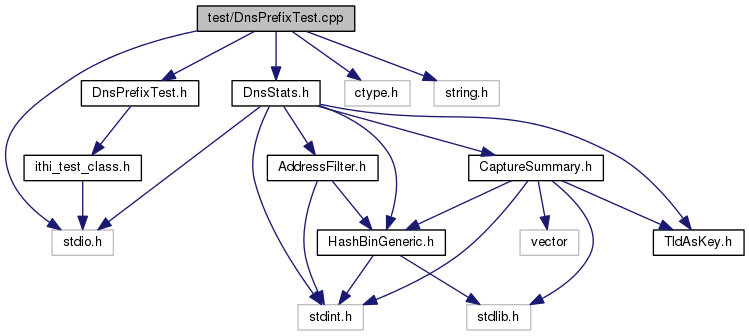 test/DnsPrefixTest.cpp
DnsPrefixTest.h
DnsStats.h
ctype.h
string.h
ithi_test_class.h
AddressFilter.h
CaptureSummary.h
stdio.h
HashBinGeneric.h
vector
TldAsKey.h
stdint.h
stdlib.h